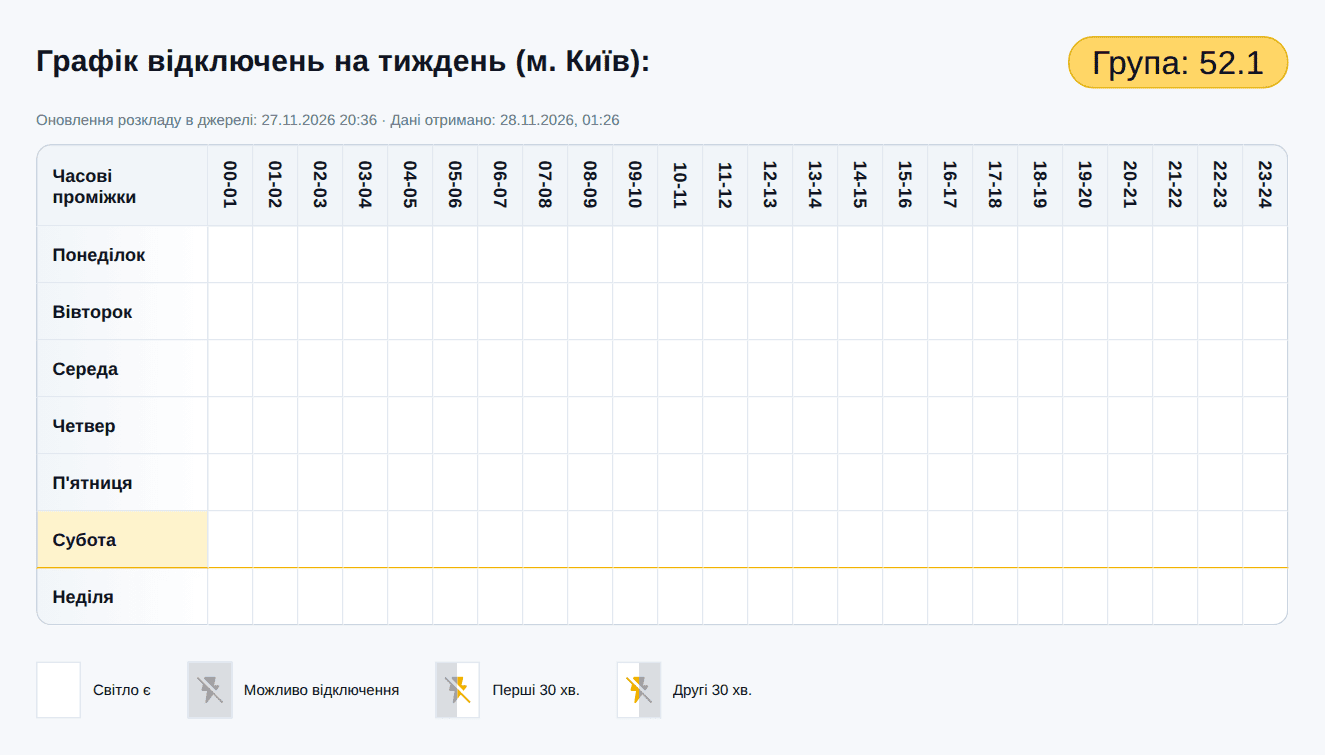 Графік відключень на тиждень (м. Київ):
Група: 52.1
Оновлення розкладу в джерелі: 27.11.2026 20:36 · Дані отримано: 28.11.2026, 01:26
Часові
проміжки
00-01 01-02 02-03 03-04 04-05 05-06 06-07 07-08 08-09 09-10 10-11 11-12 12-13 13-14 14-15 15-16 16-17 17-18 18-19 19-20 20-21 21-22 22-23 23-24
Понеділок
Вівторок
Середа
Четвер
П'ятниця
Субота
Неділя
Світло є Можливо відключення Перші 30 хв. Другі 30 хв.